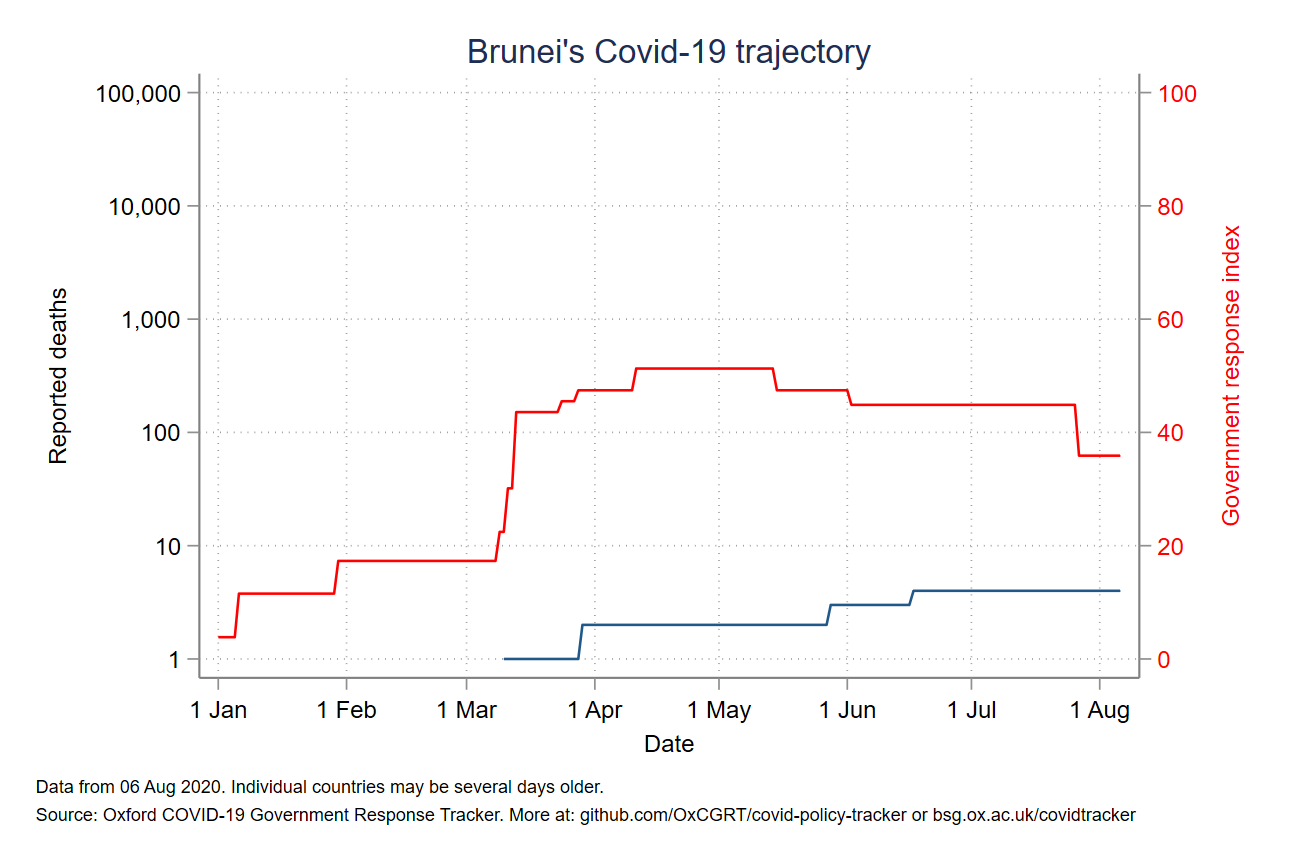 Brunei's Covid-19 trajectory
100,000
10,000
1,000
100
10
1
Reported deaths
100
80
60
40
20
0
Government response index
1 Jan 1 Feb 1 Mar 1 Apr 1 May 1 Jun 1 Jul 1 Aug
Date
Data from 06 Aug 2020. Individual countries may be several days older.
Source: Oxford COVID-19 Government Response Tracker. More at: github.com/OxCGRT/covid-policy-tracker or bsg.ox.ac.uk/covidtracker